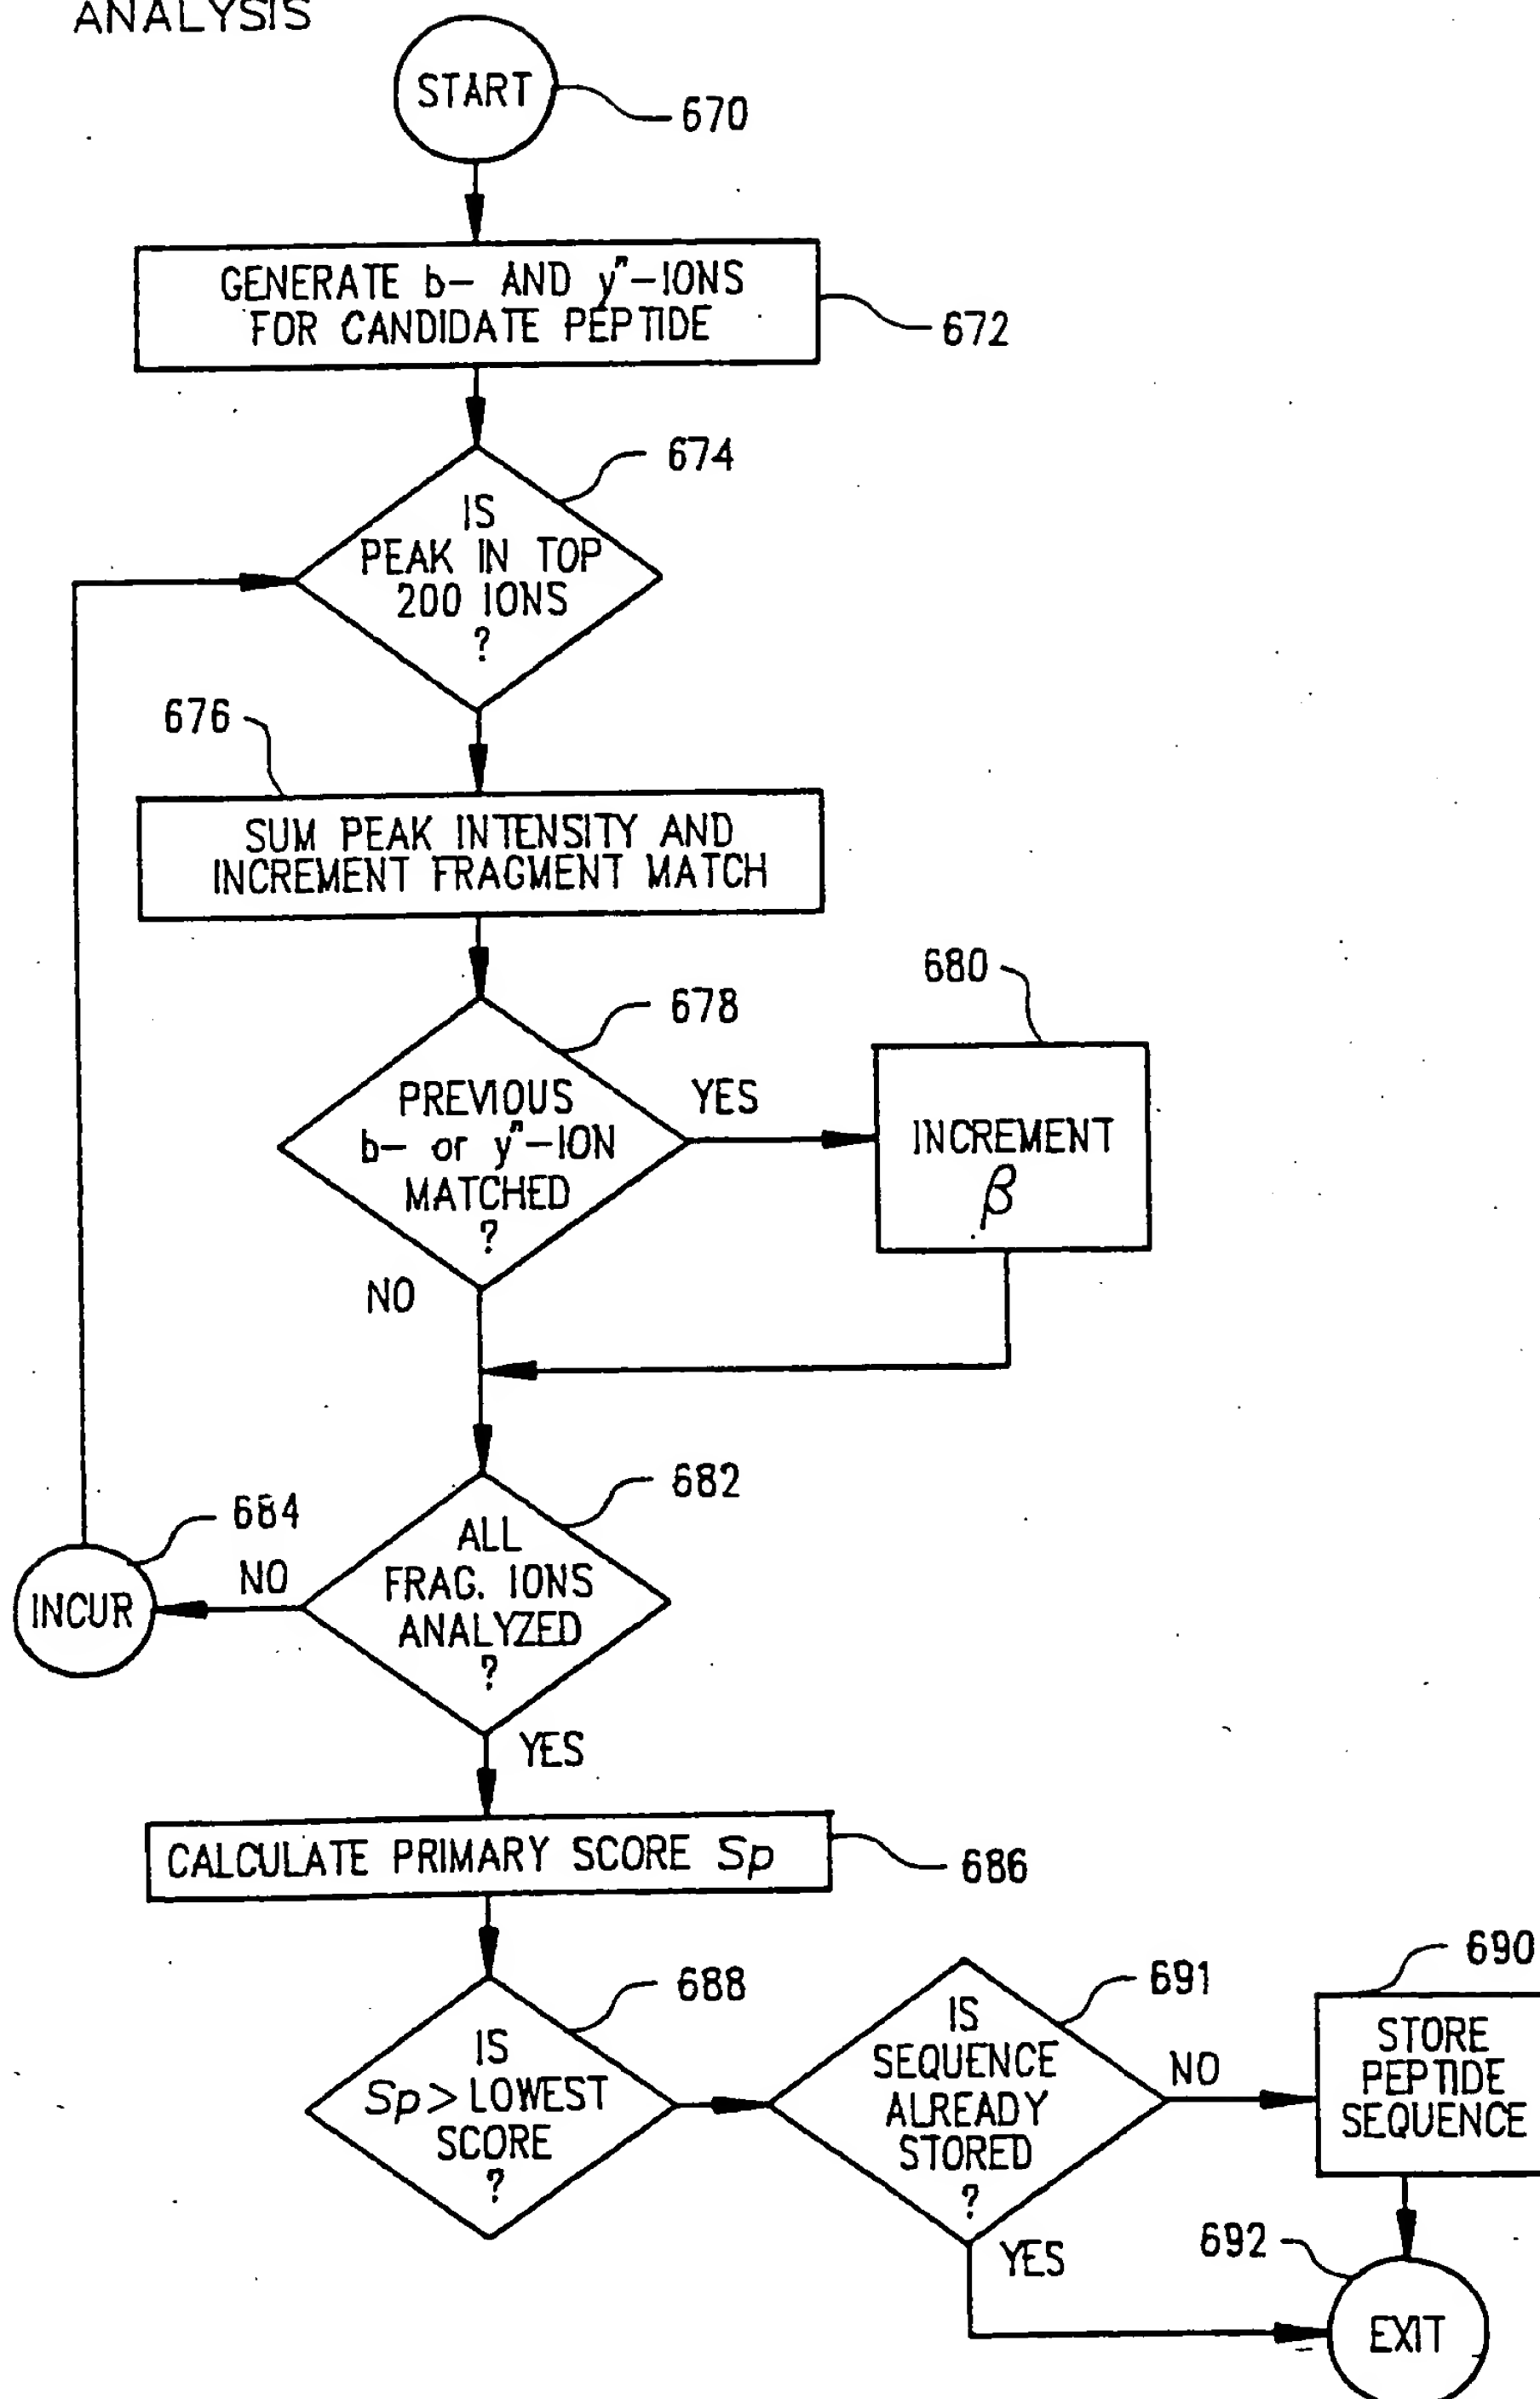 ANALYSIS
START
670
GENERATE b- AND y"-IONS
FOR CANDIDATE PEPTIDE
672
674
IS
PEAK IN TOP
200 IONS
?
676
SUM PEAK INTENSITY AND
INCREMENT FRAGMENT MATCH
678
PREVIOUS
b- or y"-ION
MATCHED
?
YES
680
INCREMENT
β
NO
682
ALL
FRAG. IONS
ANALYZED
?
684
NO
INCUR
YES
CALCULATE PRIMARY SCORE Sp
686
688
IS
Sp > LOWEST
SCORE
?
691
IS
SEQUENCE
ALREADY
STORED
?
NO
690
STORE
PEPTIDE
SEQUENCE
YES
692
EXIT